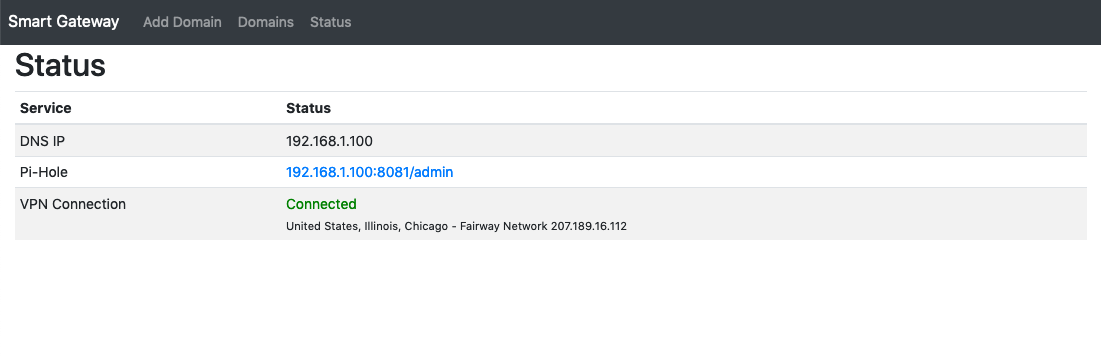 Smart Gateway Add Domain Domains Status
Status
Service Status
DNS IP 192.168.1.100
Pi-Hole 192.168.1.100:8081/admin
VPN Connection Connected
United States, Illinois, Chicago - Fairway Network 207.189.16.112